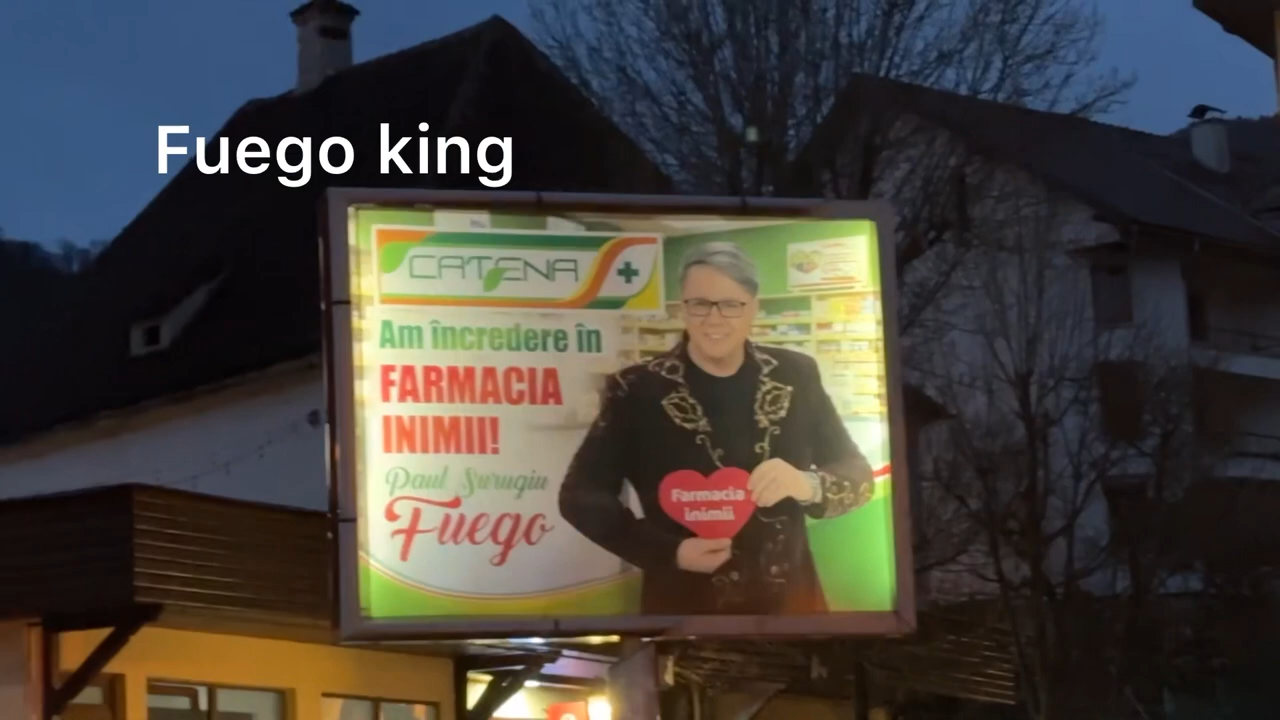 Fuego king
CATENA
Am încredere în
FARMACIA
INIMII!
Paul Surugiu
Fuego
Farmacia
inimii